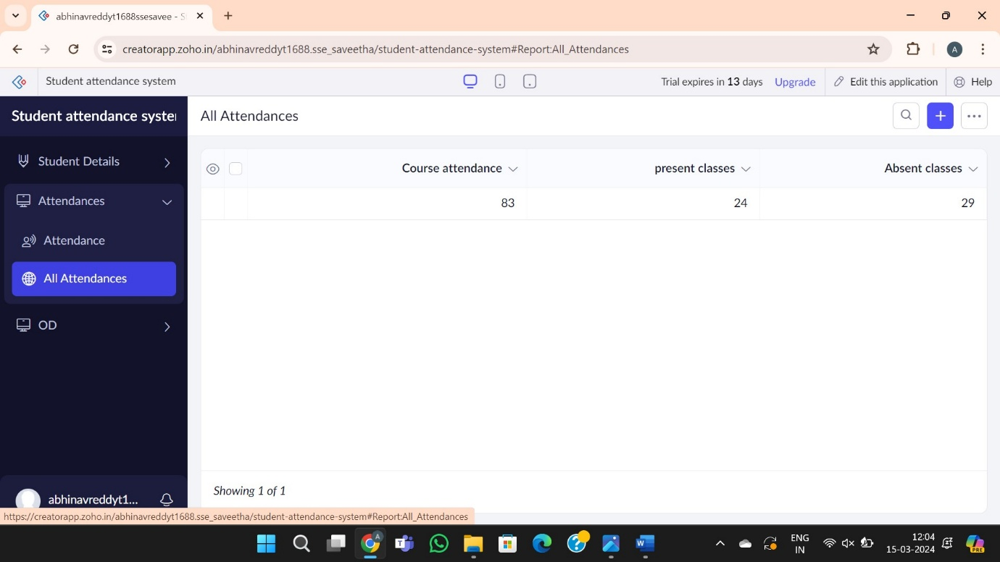 abhinavreddyt1688ssesavee - S
creatorapp.zoho.in/abhinavreddyt1688.sse_saveetha/student-attendance-system#Report:All_Attendances
A
Student attendance system
Trial expires in 13 days
Upgrade
Edit this application
Help
Student attendance syste
All Attendances
Student Details
Attendances
Attendance
All Attendances
OD
Course attendance
present classes
Absent classes
83
24
29
Showing 1 of 1
abhinavreddyt1...
https://creatorapp.zoho.in/abhinavreddyt1688.sse_saveetha/student-attendance-system#Report:All_Attendances
A
T
W
ENG
IN
12:04
15-03-2024
PRE